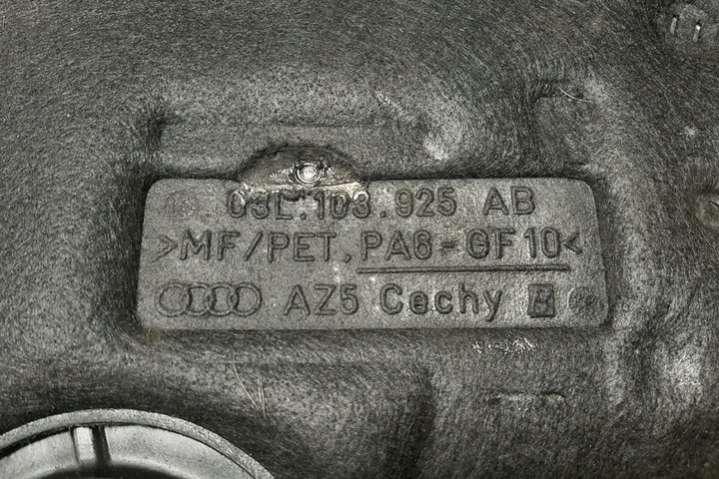 03L.103.925 AB
>MF/PET,PA6-GF10<
AZ5 Cechy